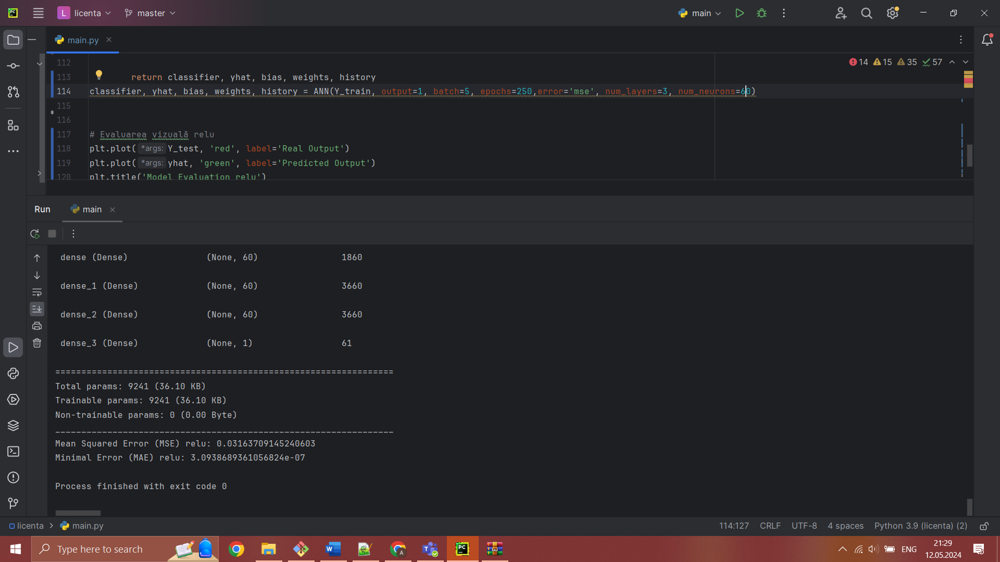 PC
L licenta
master
main
main.py
14 15 35 57
112
113 return classifier, yhat, bias, weights, history
114 classifier, yhat, bias, weights, history = ANN(Y_train, output=1, batch=5, epochs=250,error='mse', num_layers=3, num_neurons=60)
115
116
117 # Evaluarea vizuală relu
118 plt.plot( *args: Y_test, 'red', label='Real Output')
119 plt.plot( *args: yhat, 'green', label='Predicted Output')
120 plt.title('Model Evaluation relu')
Run main
dense (Dense) (None, 60) 1860
dense_1 (Dense) (None, 60) 3660
dense_2 (Dense) (None, 60) 3660
dense_3 (Dense) (None, 1) 61
=================================================================
Total params: 9241 (36.10 KB)
Trainable params: 9241 (36.10 KB)
Non-trainable params: 0 (0.00 Byte)
_________________________________________________________________
Mean Squared Error (MSE) relu: 0.03163709145240603
Minimal Error (MAE) relu: 3.0938689361056824e-07
Process finished with exit code 0
licenta > main.py
114:127 CRLF UTF-8 4 spaces Python 3.9 (licenta) (2)
Type here to search
ENG
21:29
12.05.2024